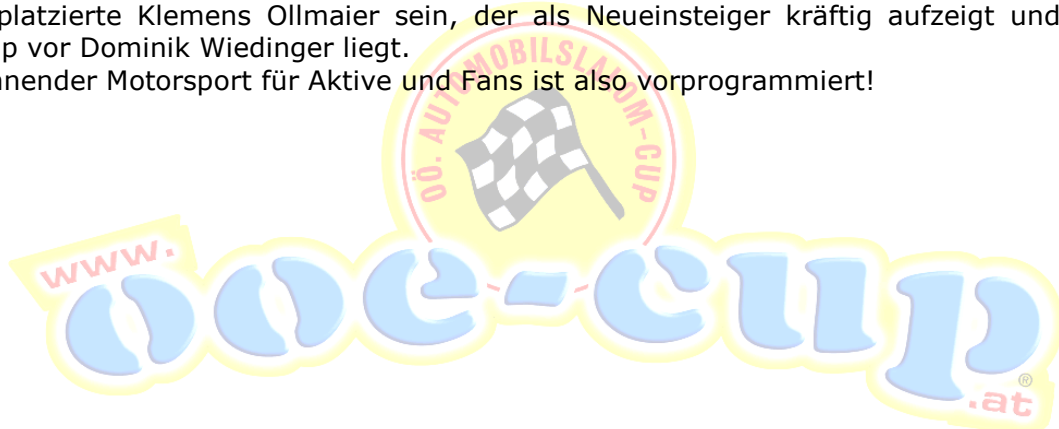 platzierte Klemens Ollmaier sein, der als Neueinsteiger kräftig aufzeigt und
p vor Dominik Wiedinger liegt.
nender Motorsport für Aktive und Fans ist also vorprogrammiert!
OÖ. AUTOMOBILSLALOM-CUP
www.
ooe-cup
®
.at